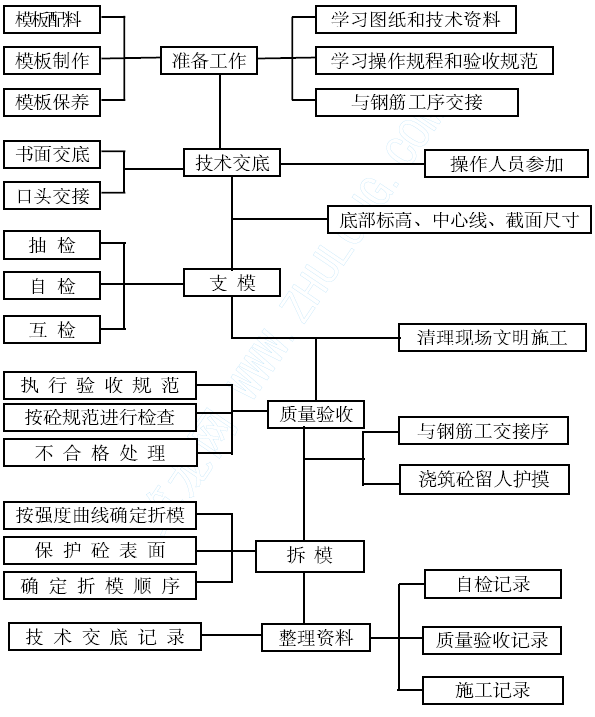 模板配料
学习图纸和技术资料
模板制作
准备工作
学习操作规程和验收规范
模板保养
与钢筋工序交接
书面交底
技术交底
操作人员参加
口头交接
底部标高、中心线、截面尺寸
抽 检
自 检
支 模
互 检
清理现场文明施工
执 行 验 收 规 范
按砼规范进行检查
质量验收
与钢筋工交接序
不 合 格 处 理
浇筑砼留人护摸
按强度曲线确定折模
保 护 砼 表 面
拆 模
确 定 折 模 顺 序
自检记录
技 术 交 底 记 录
整理资料
质量验收记录
施工记录
WWW.ZHULONG.COM